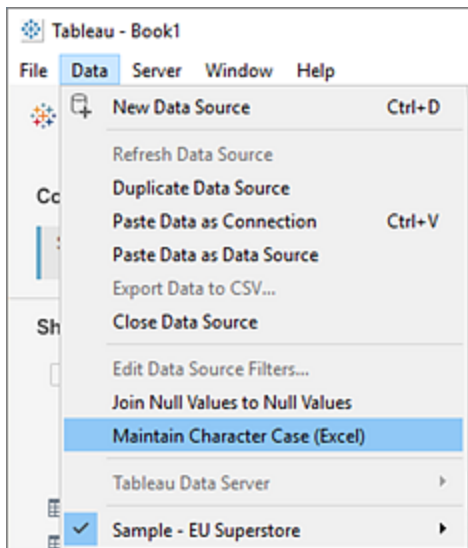 Tableau - Book1
File Data Server Window Help
New Data Source Ctrl+D
Refresh Data Source
Co
Duplicate Data Source
Paste Data as Connection Ctrl+V
Paste Data as Data Source
Export Data to CSV...
Sh
Close Data Source
Edit Data Source Filters...
Join Null Values to Null Values
Maintain Character Case (Excel)
Tableau Data Server
Sample - EU Superstore